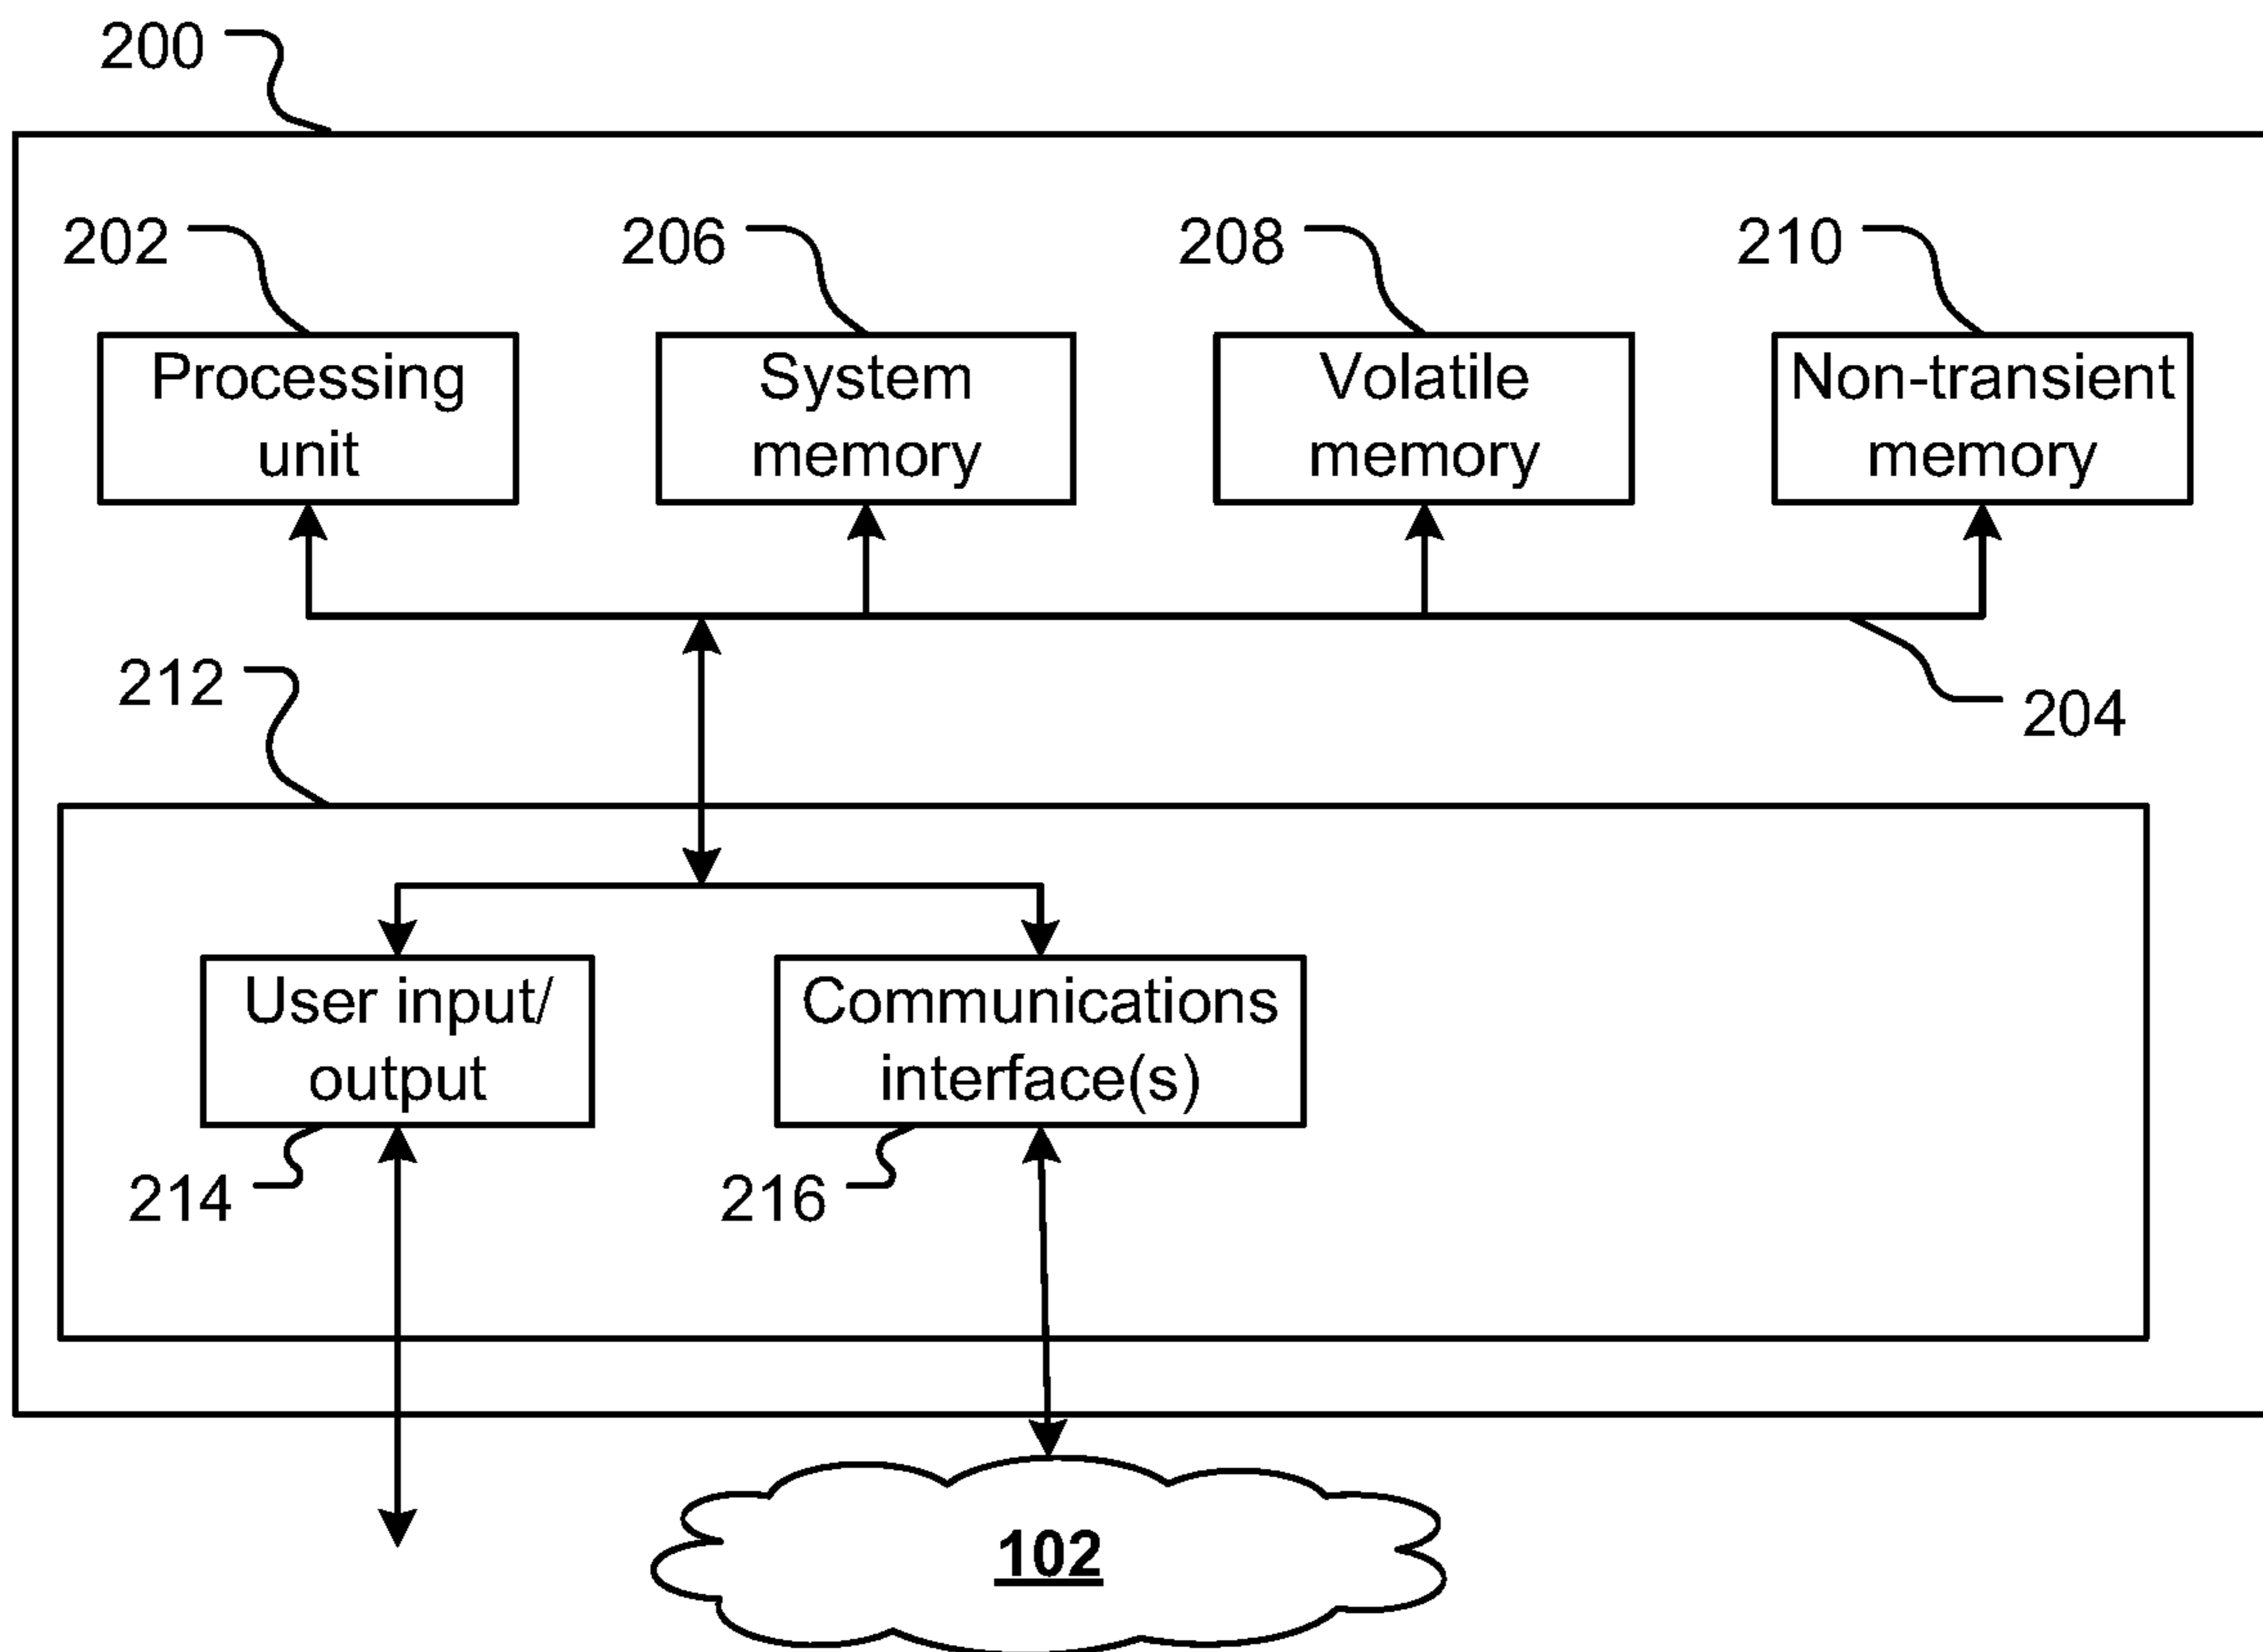 200
202
206
208
210
Processing
unit
System
memory
Volatile
memory
Non-transient
memory
212
204
User input/
output
Communications
interface(s)
214
216
102